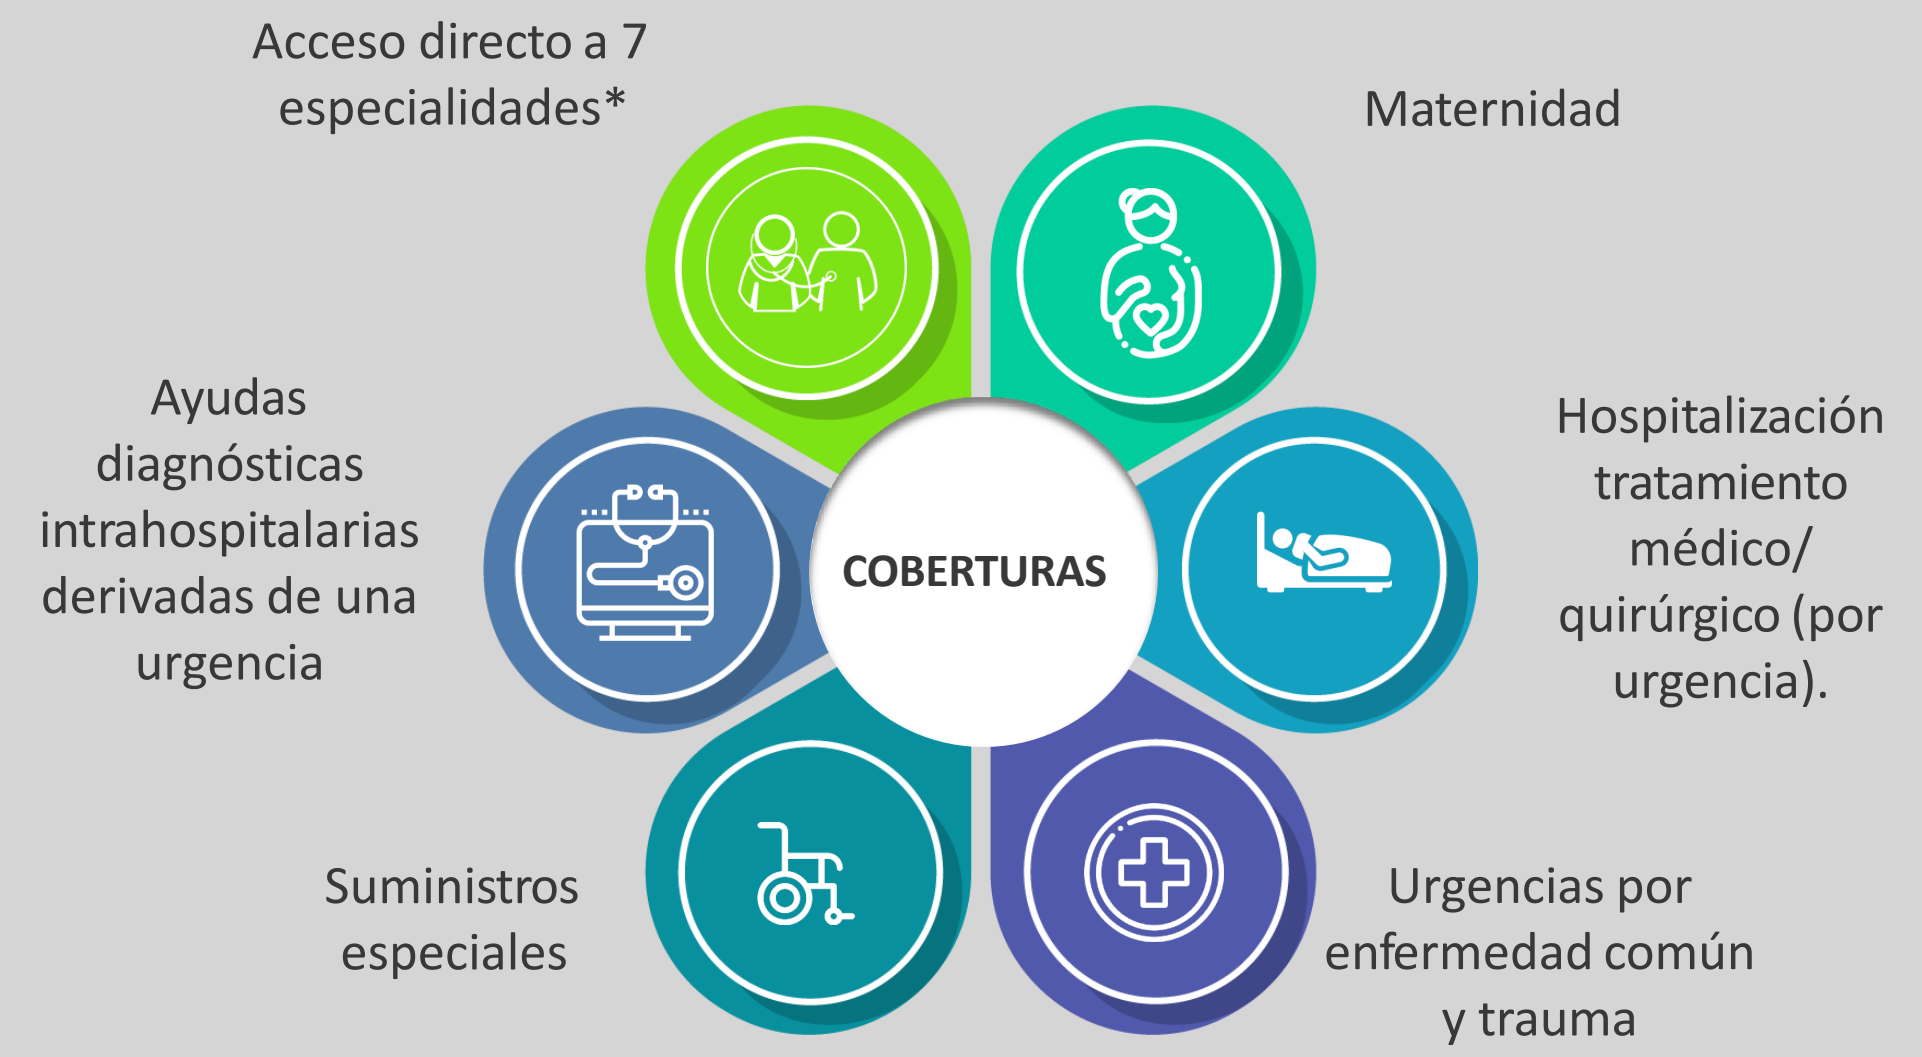 Acceso directo a 7
especialidades*
Maternidad
Ayudas
diagnósticas
intrahospitalarias
derivadas de una
urgencia
COBERTURAS
Hospitalización
tratamiento
médico/
quirúrgico (por
urgencia).
Suministros
especiales
Urgencias por
enfermedad común
y trauma